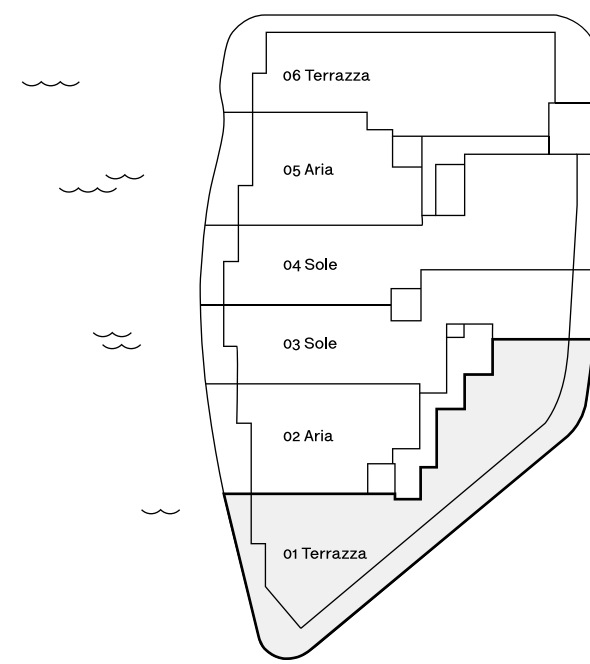 06 Terrazza
05 Aria
04 Sole
03 Sole
02 Aria
01 Terrazza